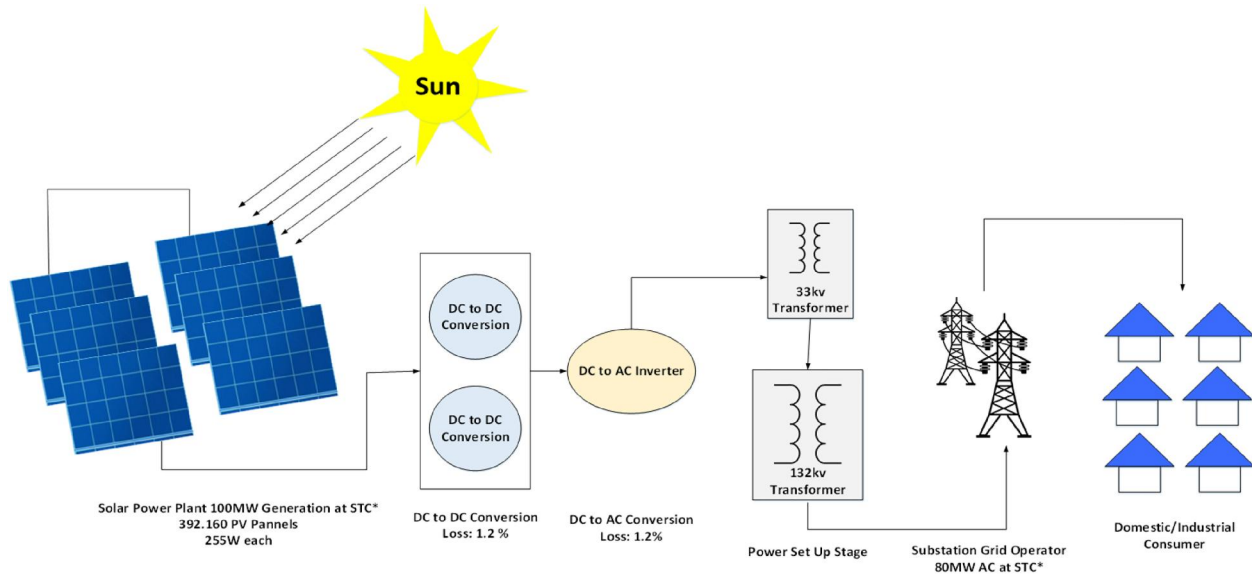 Sun
33kv
Transformer
DC to DC
Conversion
DC to AC Inverter
DC to DC
Conversion
132kv
Transformer
Solar Power Plant 100MW Generation at STC*
392.160 PV Pannels
255W each
DC to DC Conversion
Loss: 1.2 %
DC to AC Conversion
Loss: 1.2%
Power Set Up Stage
Substation Grid Operator
80MW AC at STC*
Domestic/Industrial
Consumer